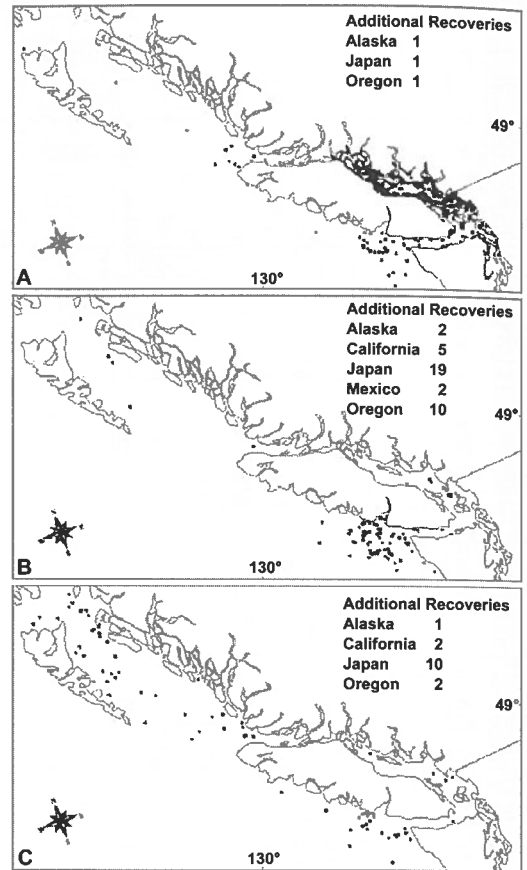 Additional Recoveries
Alaska 1
Japan 1
Oregon 1
49°
A
130°
Additional Recoveries
Alaska 2
California 5
Japan 19
Mexico 2
Oregon 10
49°
B
130°
Additional Recoveries
Alaska 1
California 2
Japan 10
Oregon 2
49°
C
130°